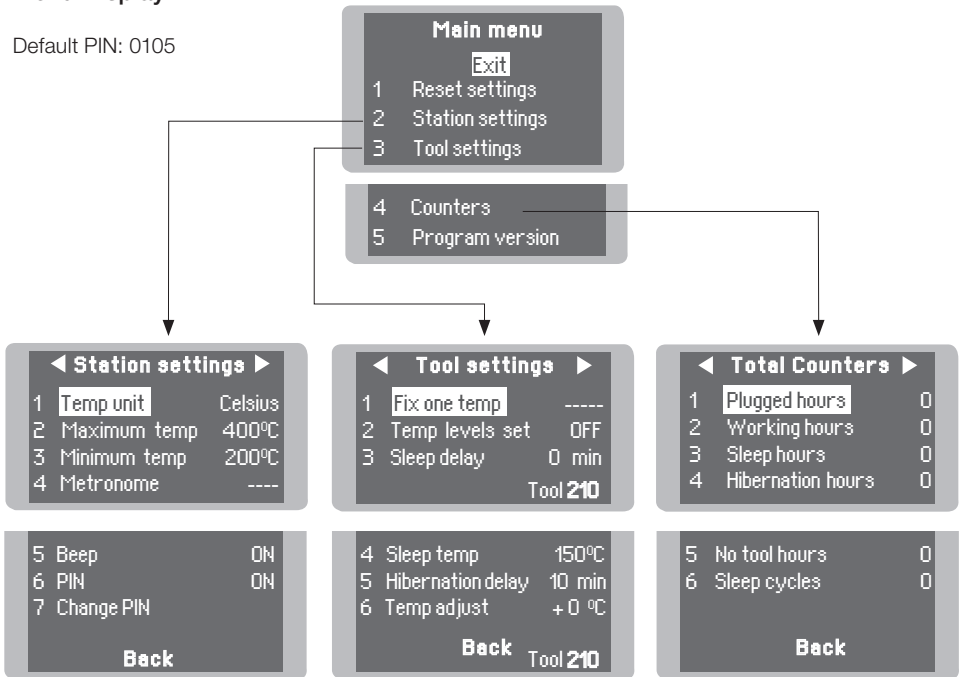 Default PIN: 0105
Main menu
Exit
1 Reset settings
2 Station settings
3 Tool settings
4 Counters
5 Program version
◀ Station settings ▶
1 Temp unit Celsius
2 Maximum temp 400ºC
3 Minimum temp 200ºC
4 Metronome ----
5 Beep ON
6 PIN ON
7 Change PIN
Back
◀ Tool settings ▶
1 Fix one temp -----
2 Temp levels set OFF
3 Sleep delay 0 min
Tool 210
4 Sleep temp 150ºC
5 Hibernation delay 10 min
6 Temp adjust + 0 ºC
Back
Tool 210
◀ Total Counters ▶
1 Plugged hours 0
2 Working hours 0
3 Sleep hours 0
4 Hibernation hours 0
5 No tool hours 0
6 Sleep cycles 0
Back